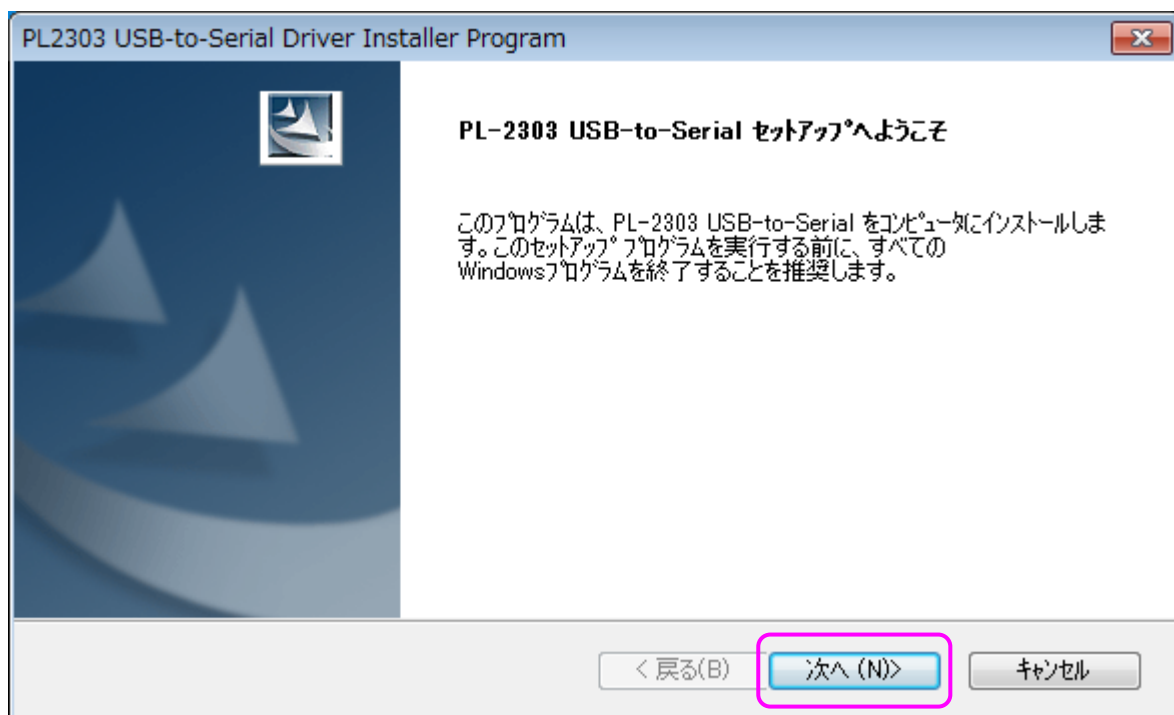 PL2303 USB-to-Serial Driver Installer Program
PL-2303 USB-to-Serial セットアップへようこそ
このプログラムは、PL-2303 USB-to-Serial をコンピュータにインストールしま
す。このセットアップ プログラムを実行する前に、すべての
Windowsプログラムを終了することを推奨します。
< 戻る(B)
次へ (N)>
キャンセル